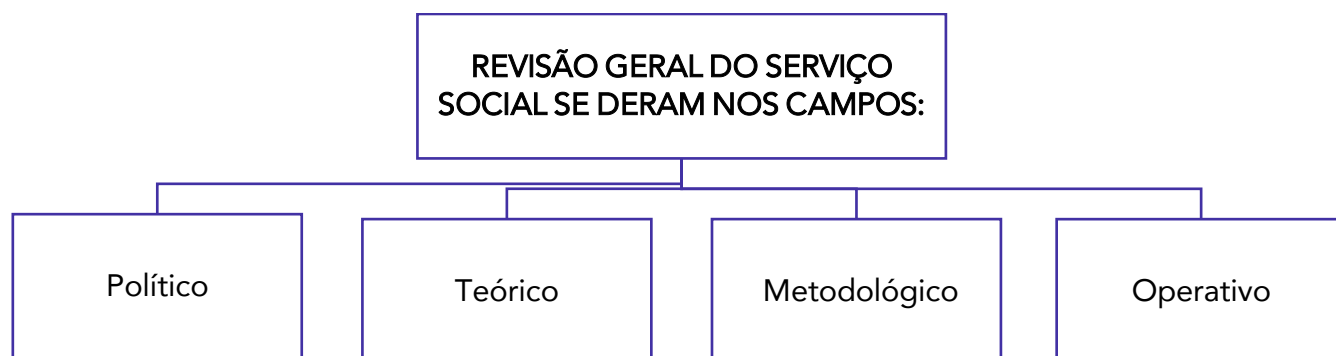 REVISÃO GERAL DO SERVIÇO
SOCIAL SE DERAM NOS CAMPOS:
Político
Teórico
Metodológico
Operativo